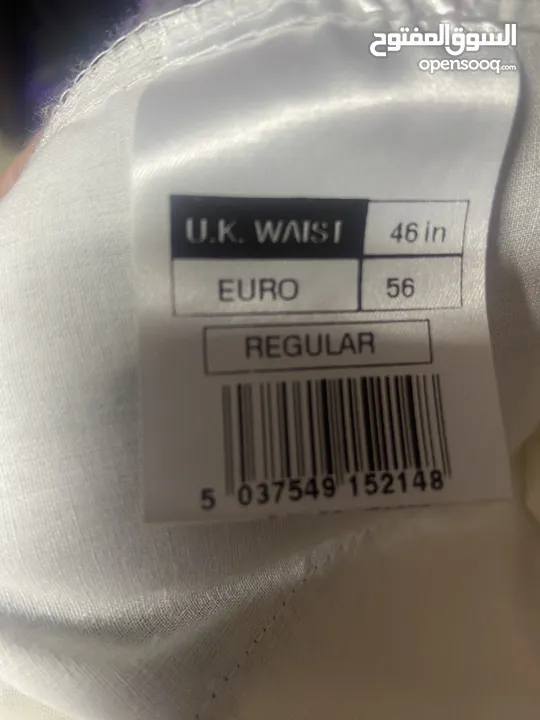 السوق المفتوح
opensooq.com
U.K. WAIST 46 in
EURO 56
REGULAR
5 037549 152148